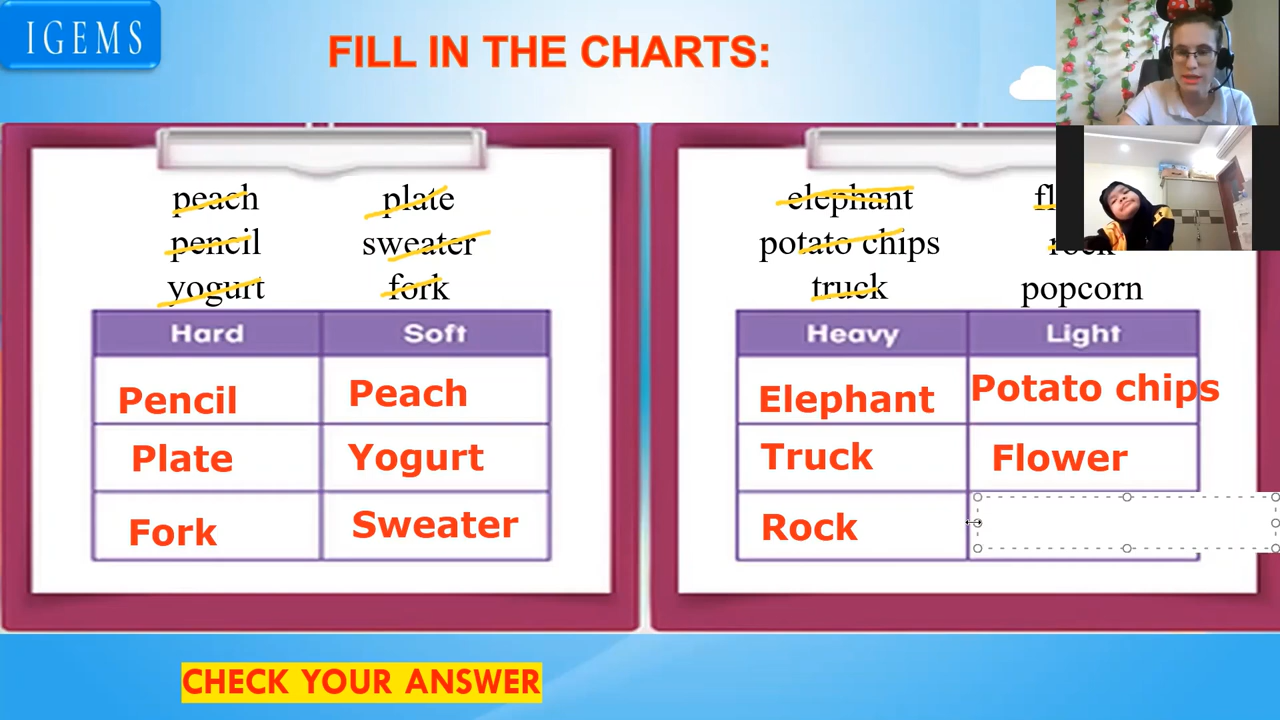 IGEMS
FILL IN THE CHARTS:
peach plate
pencil sweater
yogurt fork
Hard Soft
Pencil Peach
Plate Yogurt
Fork Sweater
elephant
potato chips rock
truck popcorn
Heavy Light
Elephant Potato chips
Truck Flower
Rock
CHECK YOUR ANSWER